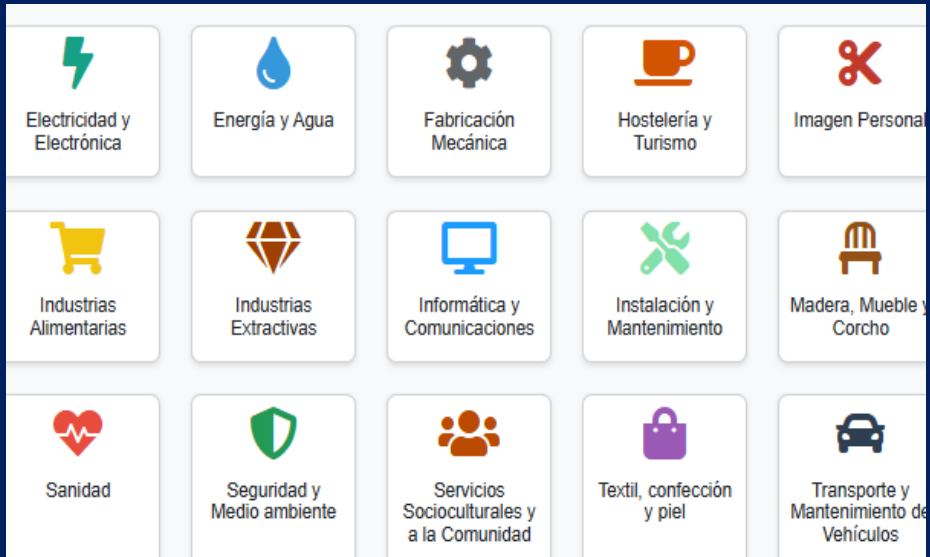 Electricidad y
Electrónica
Energía y Agua
Fabricación
Mecánica
Hostelería y
Turismo
Imagen Personal
Industrias
Alimentarias
Industrias
Extractivas
Informática y
Comunicaciones
Instalación y
Mantenimiento
Madera, Mueble y
Corcho
Sanidad
Seguridad y
Medio ambiente
Servicios
Socioculturales y
a la Comunidad
Textil, confección
y piel
Transporte y
Mantenimiento de
Vehículos